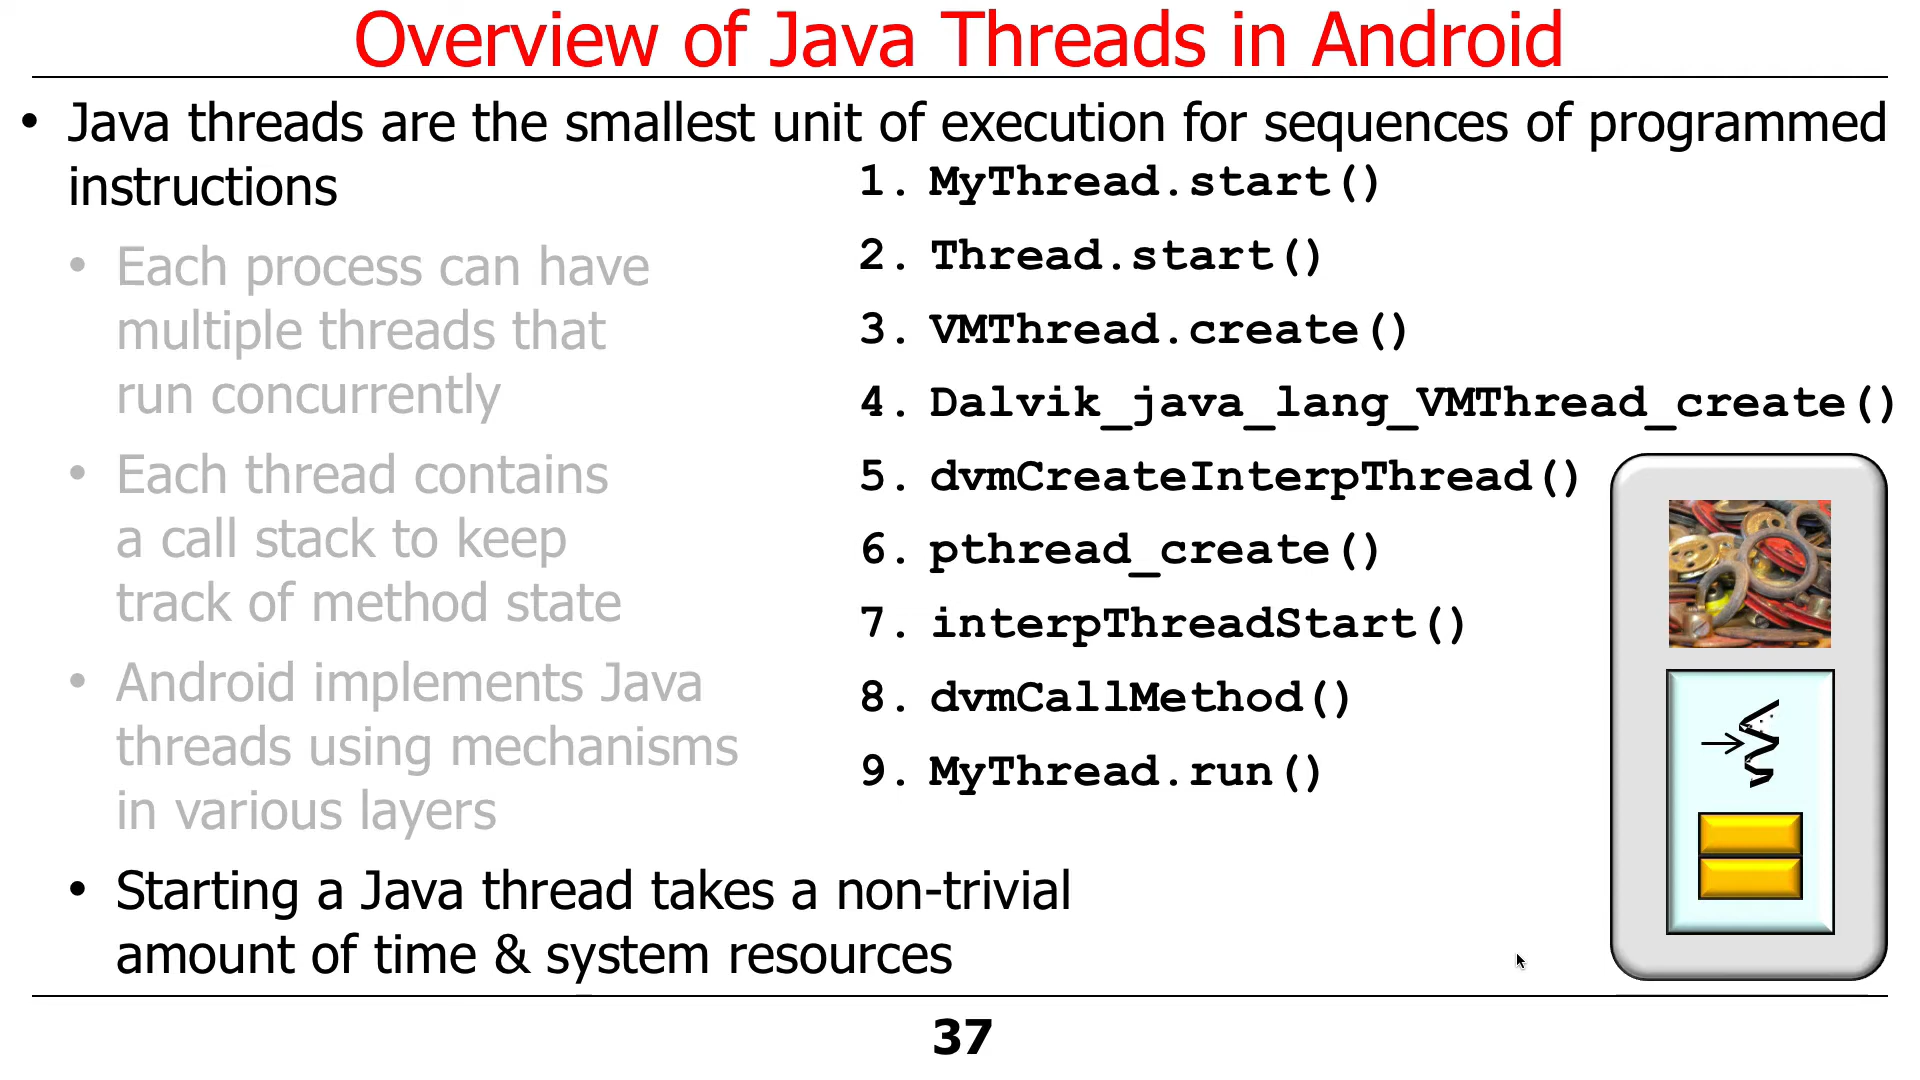 Overview of Java Threads in Android
• Java threads are the smallest unit of execution for sequences of programmed
instructions
• Each process can have
multiple threads that
run concurrently
• Each thread contains
a call stack to keep
track of method state
• Android implements Java
threads using mechanisms
in various layers
• Starting a Java thread takes a non-trivial
amount of time & system resources
1. MyThread.start()
2. Thread.start()
3. VMThread.create()
4. Dalvik_java_lang_VMThread_create()
5. dvmCreateInterpThread()
6. pthread_create()
7. interpThreadStart()
8. dvmCallMethod()
9. MyThread.run()
37